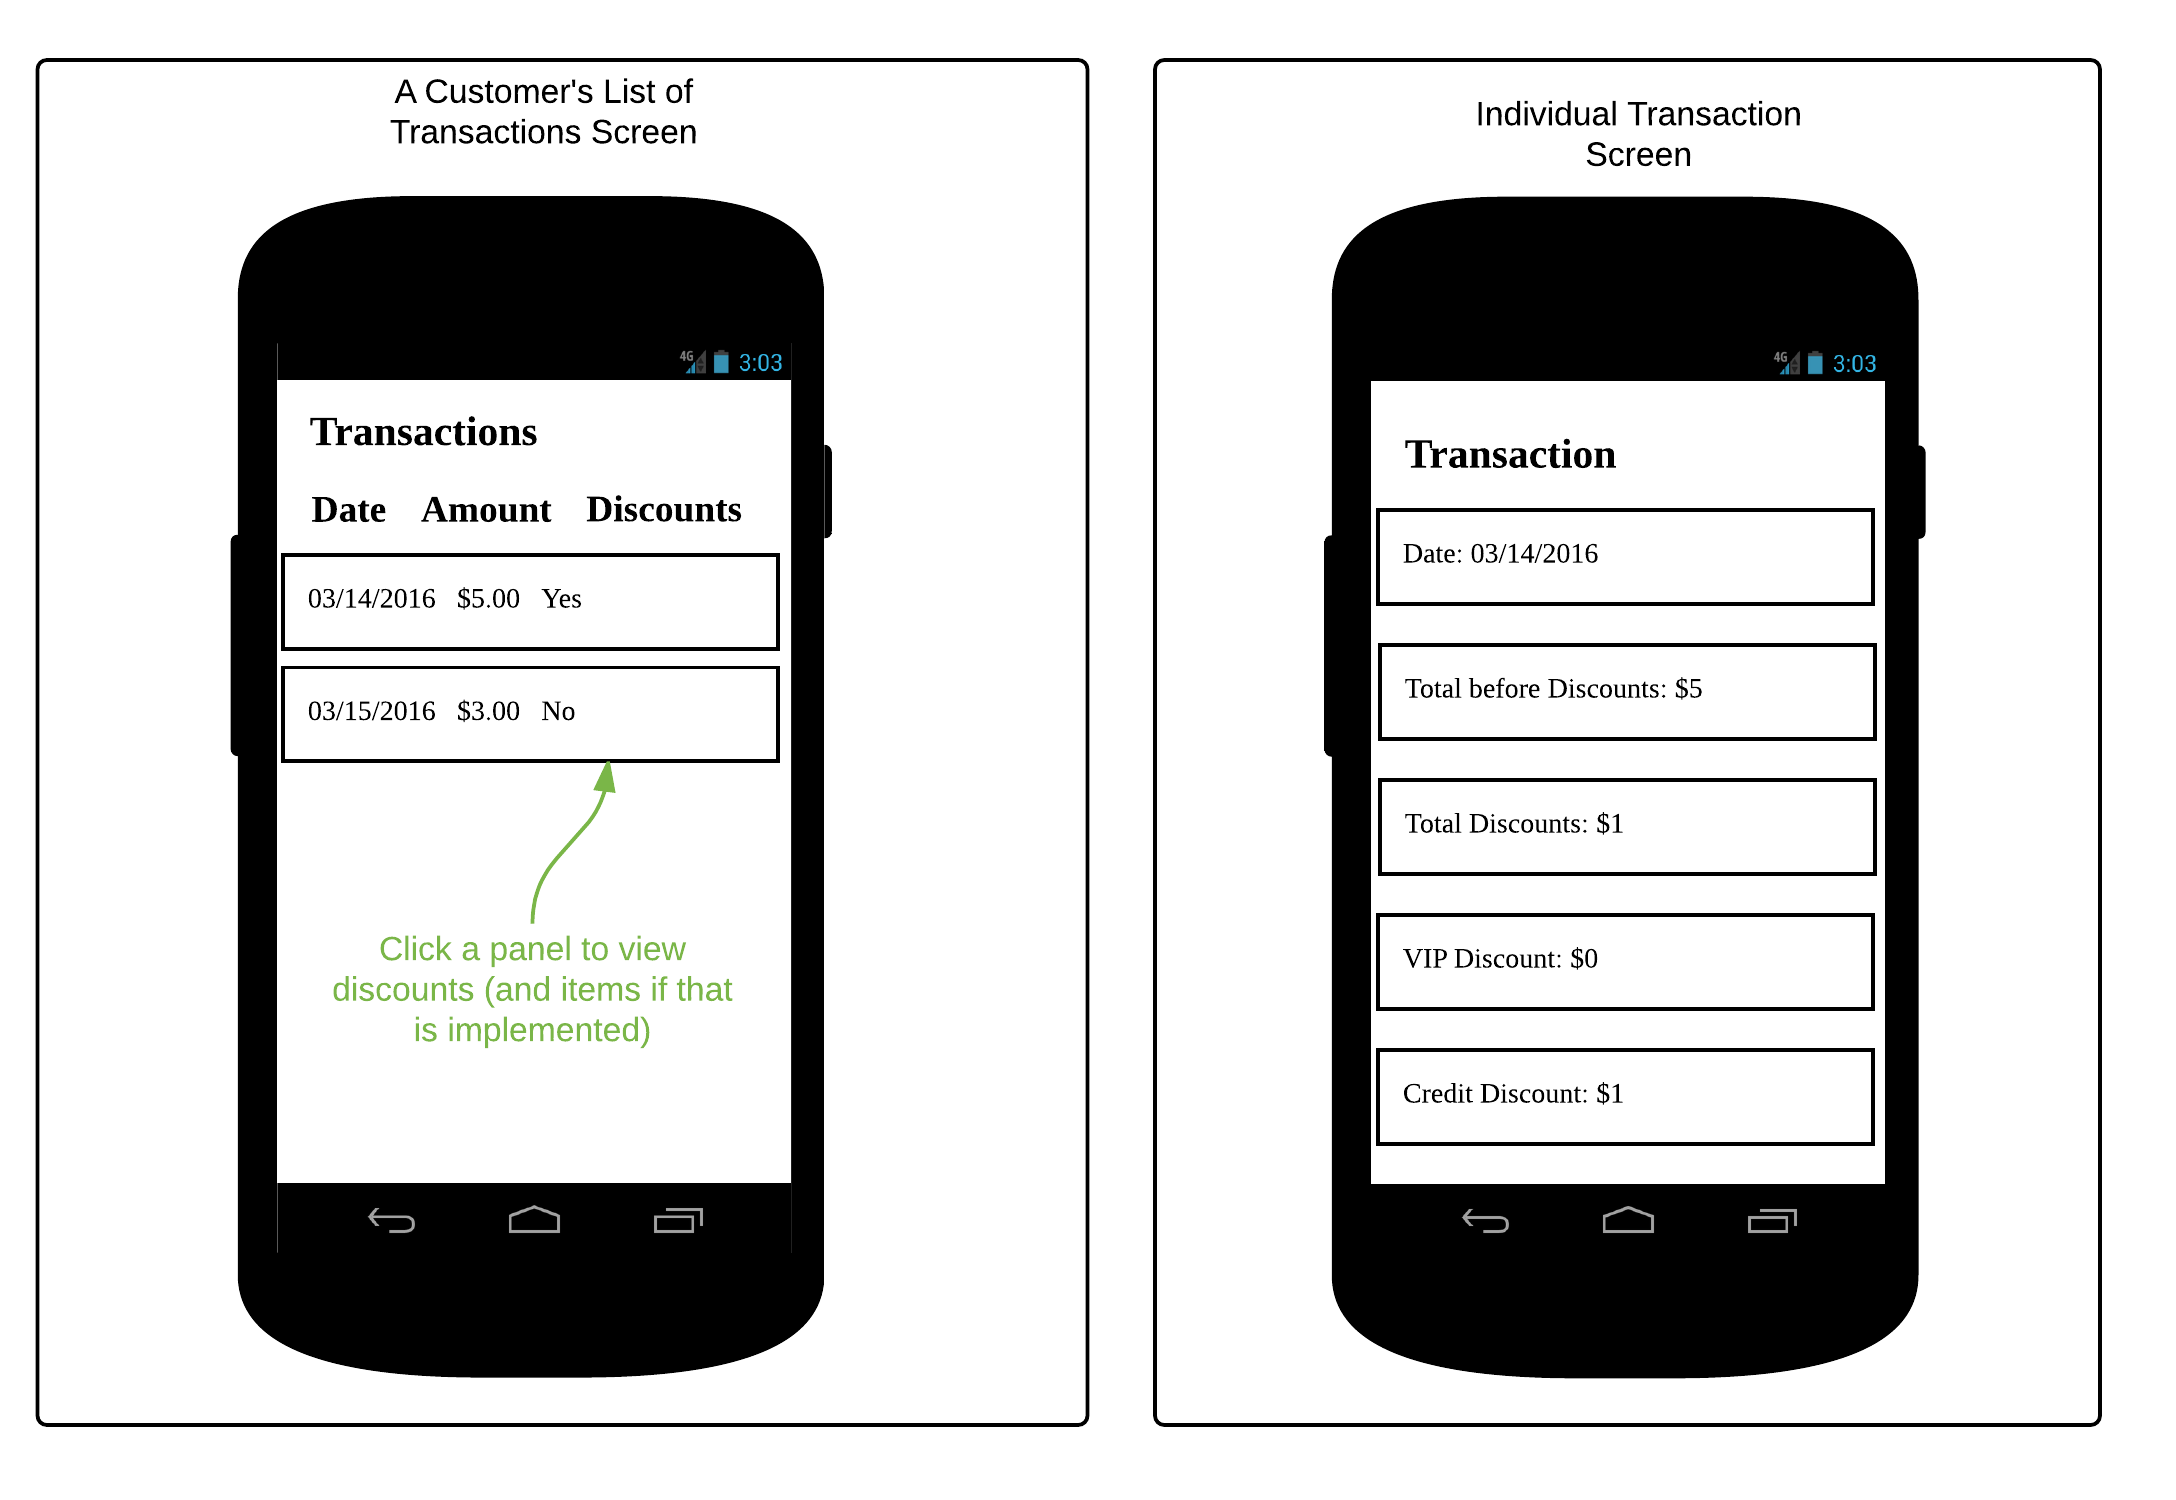 A Customer's List of
Transactions Screen
4G 3:03
Transactions
Date Amount Discounts
03/14/2016 $5.00 Yes
03/15/2016 $3.00 No
Click a panel to view
discounts (and items if that
is implemented)
Individual Transaction
Screen
4G 3:03
Transaction
Date: 03/14/2016
Total before Discounts: $5
Total Discounts: $1
VIP Discount: $0
Credit Discount: $1